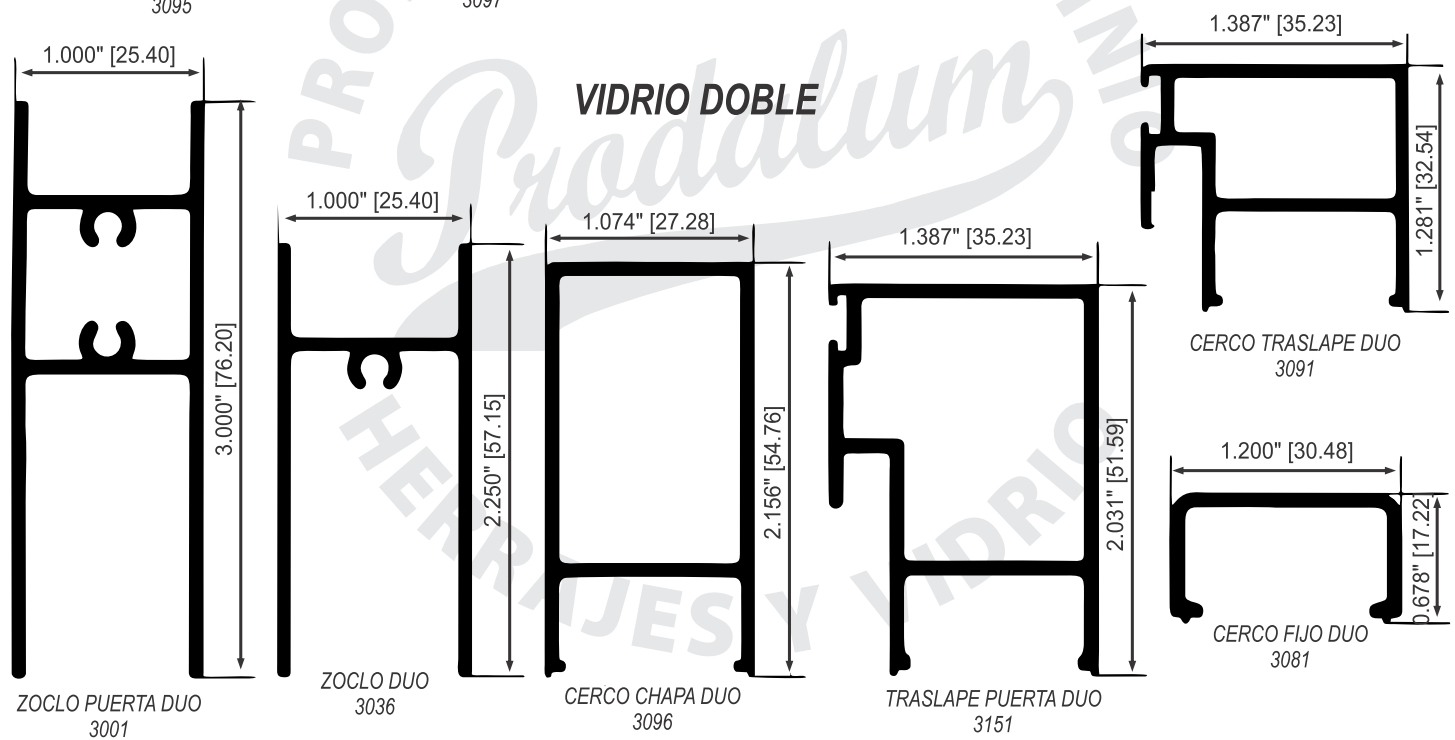 3095
3097
1.387" [35.23]
1.000" [25.40]
VIDRIO DOBLE
Prodalum
1.281" [32.54]
1.000" [25.40]
1.074" [27.28]
1.387" [35.23]
3.000" [76.20]
2.250" [57.15]
2.156" [54.76]
2.031" [51.59]
CERCO TRASLAPE DUO
3091
1.200" [30.48]
0.678" [17.22]
HERRAJES Y VIDRIO
CERCO FIJO DUO
3081
ZOCLO PUERTA DUO
3001
ZOCLO DUO
3036
CERCO CHAPA DUO
3096
TRASLAPE PUERTA DUO
3151